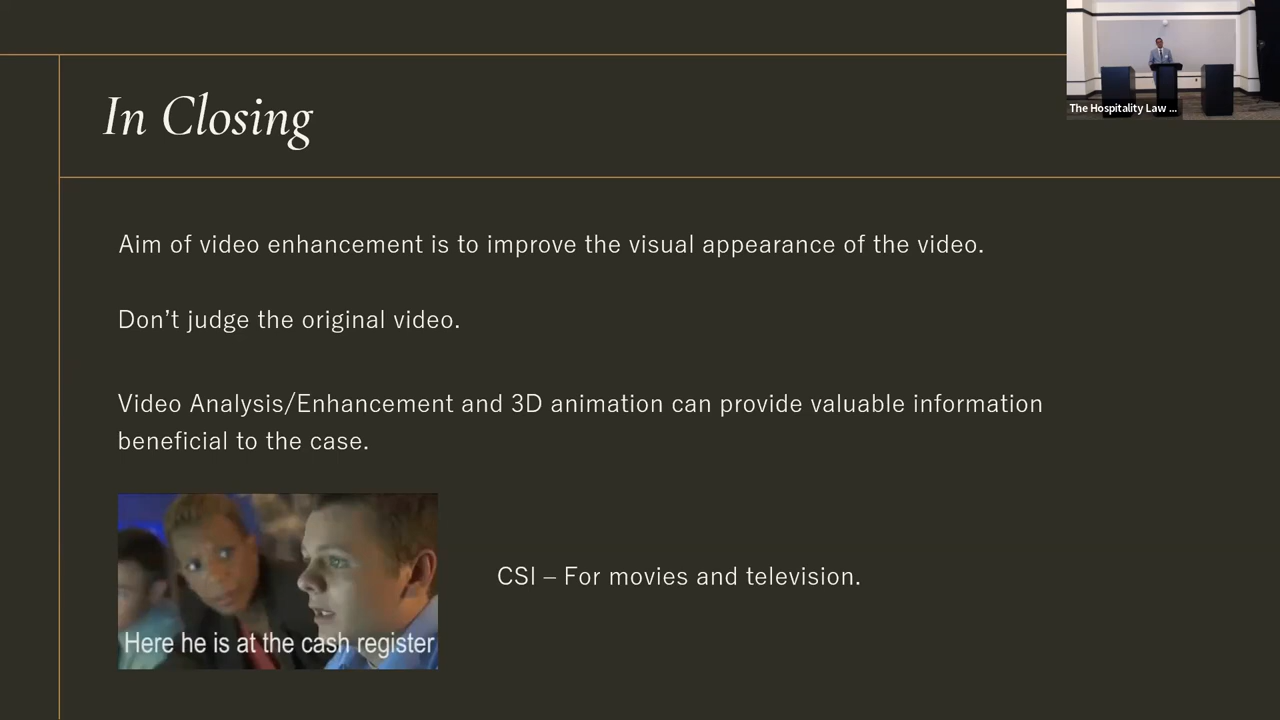 The Hospitality Law ...
In Closing
Aim of video enhancement is to improve the visual appearance of the video.
Don’t judge the original video.
Video Analysis/Enhancement and 3D animation can provide valuable information
beneficial to the case.
Here he is at the cash register
CSI – For movies and television.